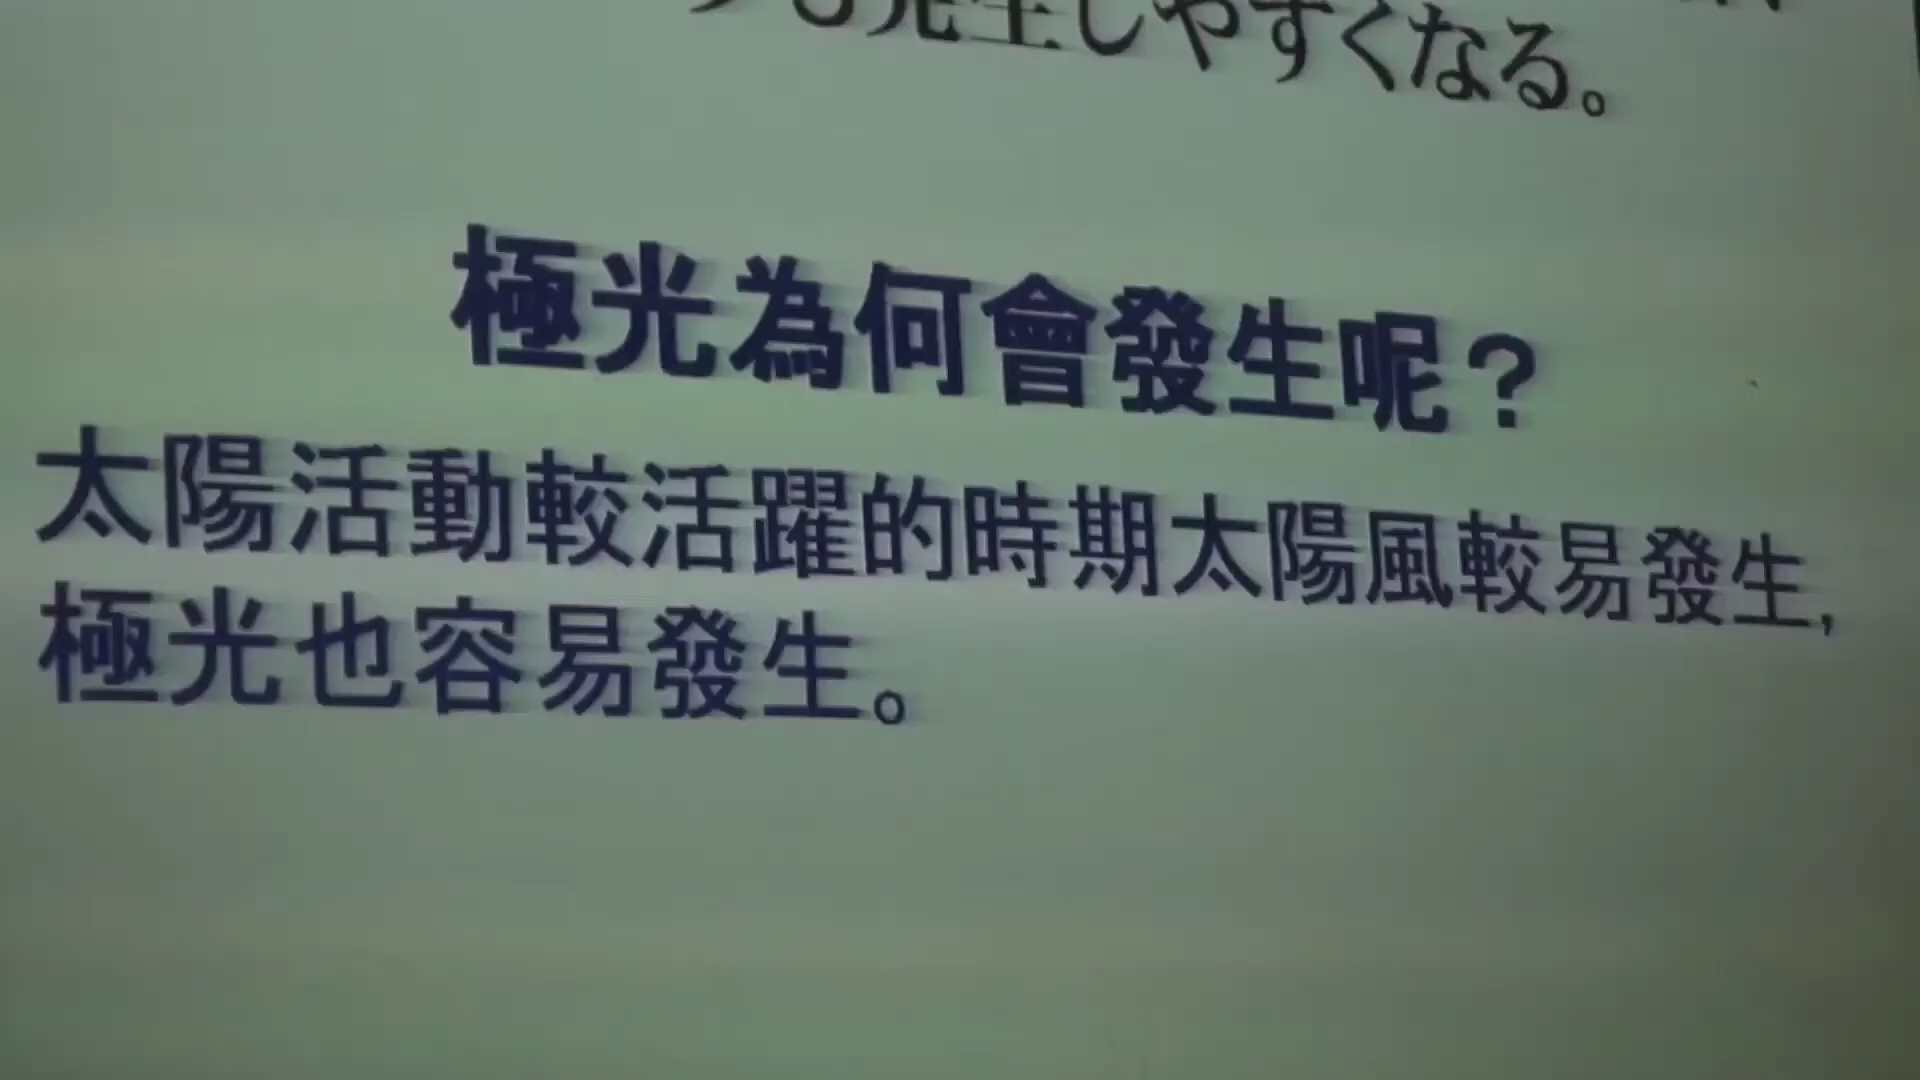 も発生しやすくなる。
極光為何會發生呢？
太陽活動較活躍的時期太陽風較易發生,
極光也容易發生。